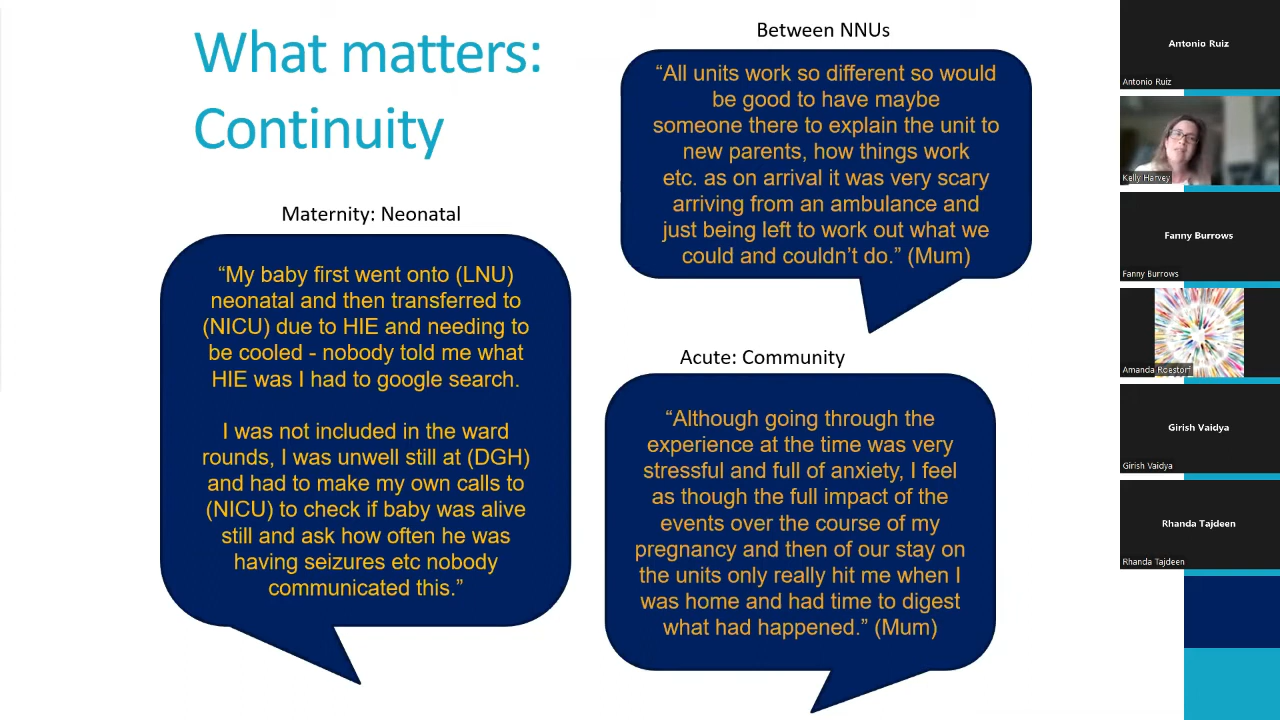 What matters:
Continuity
Maternity: Neonatal
“My baby first went onto (LNU)
neonatal and then transferred to
(NICU) due to HIE and needing to
be cooled - nobody told me what
HIE was I had to google search.
I was not included in the ward
rounds, I was unwell still at (DGH)
and had to make my own calls to
(NICU) to check if baby was alive
still and ask how often he was
having seizures etc nobody
communicated this.”
Between NNUs
“All units work so different so would
be good to have maybe
someone there to explain the unit to
new parents, how things work
etc. as on arrival it was very scary
arriving from an ambulance and
just being left to work out what we
could and couldn’t do.” (Mum)
Acute: Community
“Although going through the
experience at the time was very
stressful and full of anxiety, I feel
as though the full impact of the
events over the course of my
pregnancy and then of our stay on
the units only really hit me when I
was home and had time to digest
what had happened.” (Mum)
Antonio Ruiz
Antonio Ruiz
Kelly Harvey
Fanny Burrows
Fanny Burrows
Amanda Roestorf
Girish Vaidya
Girish Vaidya
Rhanda Tajdeen
Rhanda Tajdeen